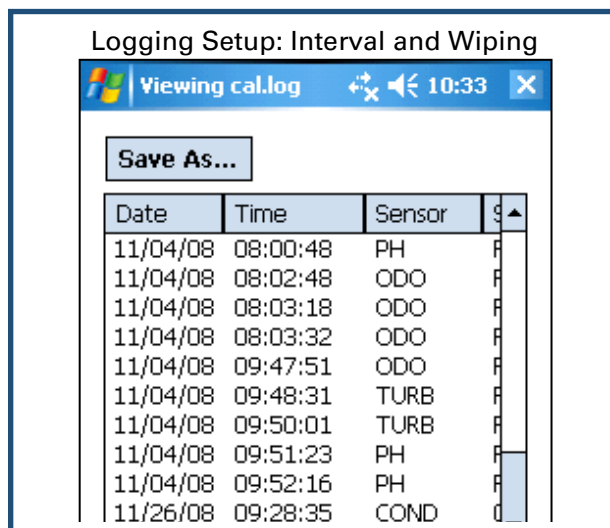 Logging Setup: Interval and Wiping
Viewing cal.log 10:33
Save As...
Date Time Sensor
11/04/08 08:00:48 PH
11/04/08 08:02:48 ODO
11/04/08 08:03:18 ODO
11/04/08 08:03:32 ODO
11/04/08 09:47:51 ODO
11/04/08 09:48:31 TURB
11/04/08 09:50:01 TURB
11/04/08 09:51:23 PH
11/04/08 09:52:16 PH
11/26/08 09:28:35 COND